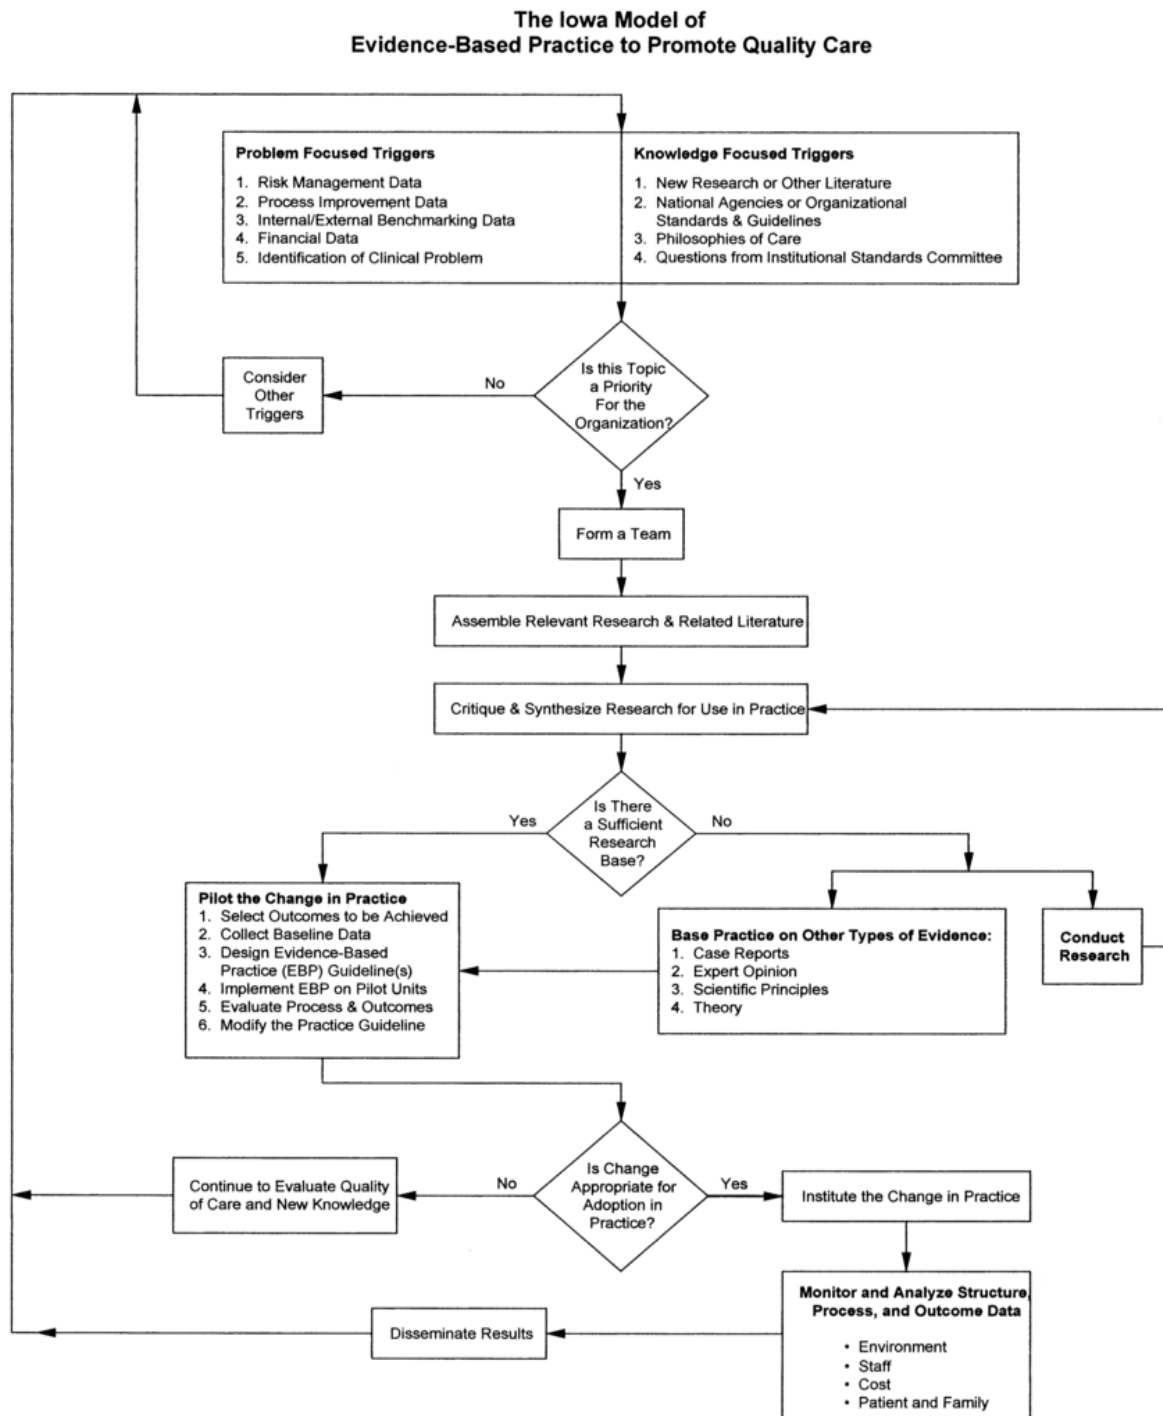 The Iowa Model of
Evidence-Based Practice to Promote Quality Care
Problem Focused Triggers
1. Risk Management Data
2. Process Improvement Data
3. Internal/External Benchmarking Data
4. Financial Data
5. Identification of Clinical Problem
Knowledge Focused Triggers
1. New Research or Other Literature
2. National Agencies or Organizational
Standards & Guidelines
3. Philosophies of Care
4. Questions from Institutional Standards Committee
Consider
Other
Triggers
No
Is this Topic
a Priority
For the
Organization?
Yes
Form a Team
Assemble Relevant Research & Related Literature
Critique & Synthesize Research for Use in Practice
Yes
Is There
a Sufficient
Research
Base?
No
Pilot the Change in Practice
1. Select Outcomes to be Achieved
2. Collect Baseline Data
3. Design Evidence-Based
Practice (EBP) Guideline(s)
4. Implement EBP on Pilot Units
5. Evaluate Process & Outcomes
6. Modify the Practice Guideline
Base Practice on Other Types of Evidence:
1. Case Reports
2. Expert Opinion
3. Scientific Principles
4. Theory
Conduct
Research
Continue to Evaluate Quality
of Care and New Knowledge
No
Is Change
Appropriate for
Adoption in
Practice?
Yes
Institute the Change in Practice
Monitor and Analyze Structure,
Process, and Outcome Data
• Environment
• Staff
• Cost
• Patient and Family
Disseminate Results